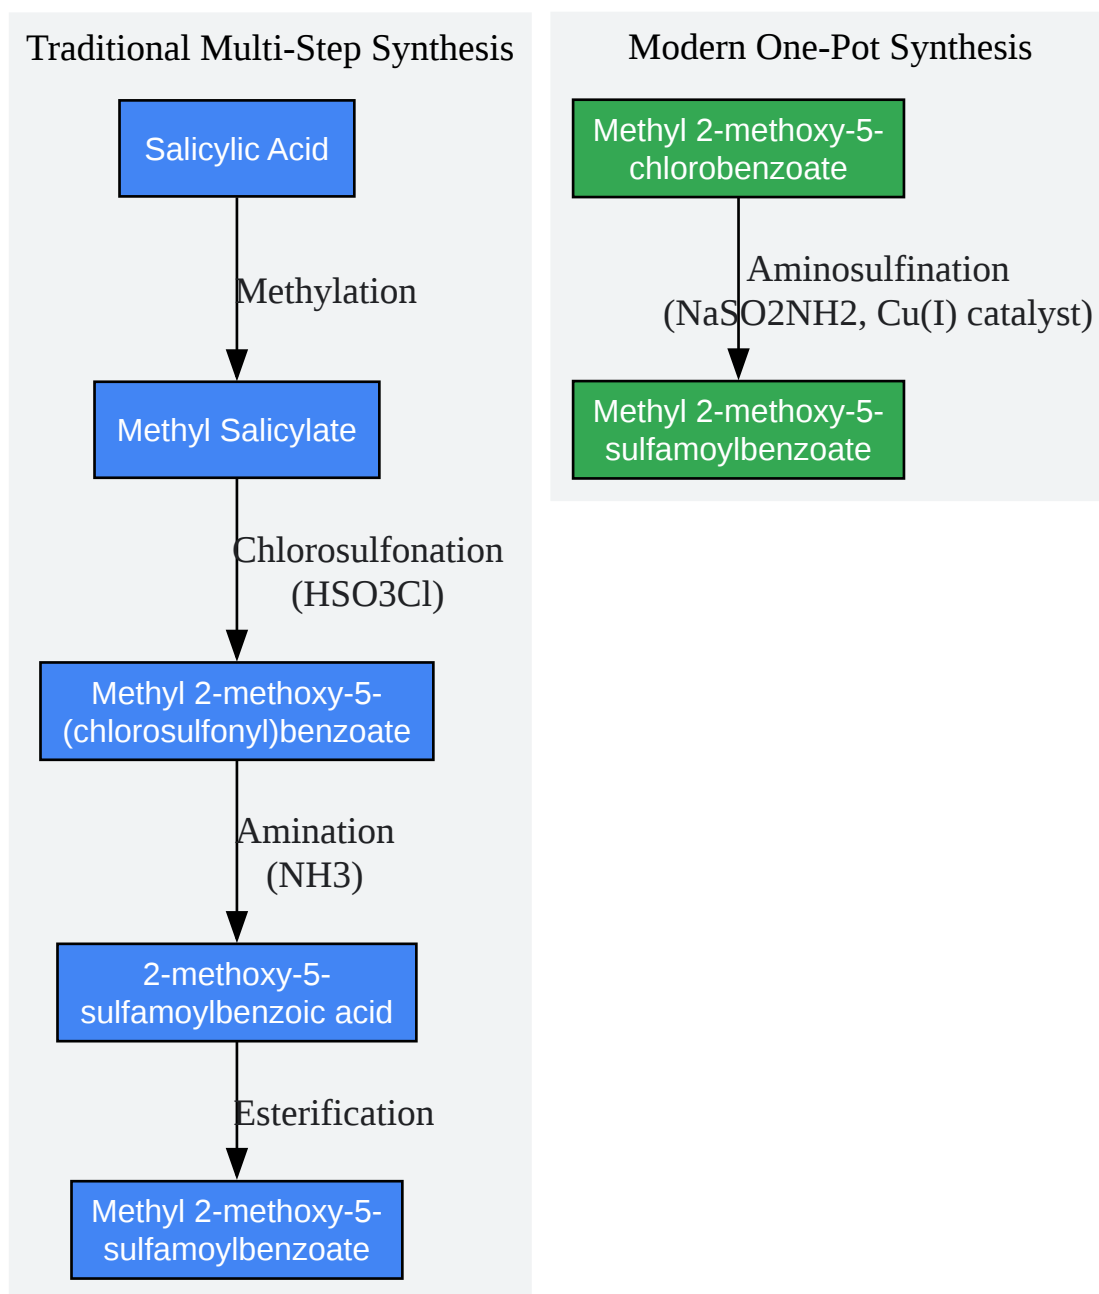 Traditional Multi-Step Synthesis
Salicylic Acid
Methylation
Methyl Salicylate
Chlorosulfonation
(HSO3Cl)
Methyl 2-methoxy-5-
(chlorosulfonyl)benzoate
Amination
(NH3)
2-methoxy-5-
sulfamoylbenzoic acid
Esterification
Methyl 2-methoxy-5-
sulfamoylbenzoate
Modern One-Pot Synthesis
Methyl 2-methoxy-5-
chlorobenzoate
Aminosulfination
(NaSO2NH2, Cu(I) catalyst)
Methyl 2-methoxy-5-
sulfamoylbenzoate